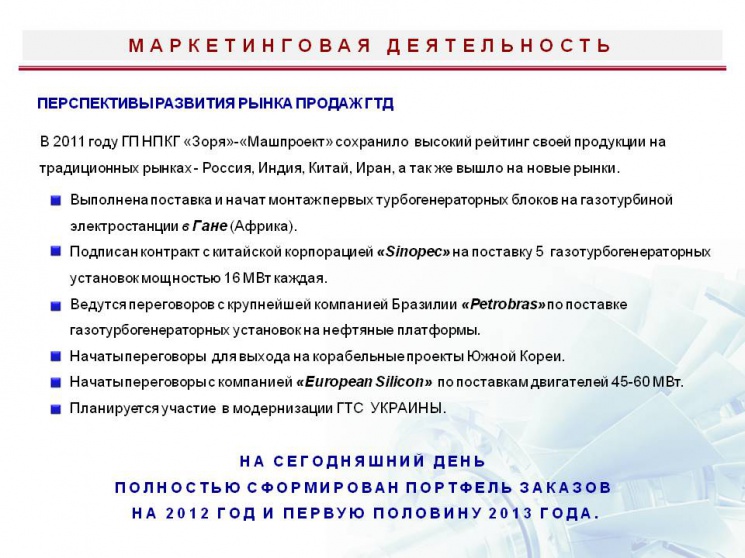 МАРКЕТИНГОВАЯ ДЕЯТЕЛЬНОСТЬ
ПЕРСПЕКТИВЫ РАЗВИТИЯ РЫНКА ПРОДАЖ ГТД
В 2011 году ГП НПКГ «Зоря»-«Машпроект» сохранило высокий рейтинг своей продукции на
традиционных рынках - Россия, Индия, Китай, Иран, а так же вышло на новые рынки.
Выполнена поставка и начат монтаж первых турбогенераторных блоков на газотурбиной
электростанции в Гане (Африка).
Подписан контракт с китайской корпорацией «Sinopec» на поставку 5 газотурбогенераторных
установок мощностью 16 МВт каждая.
Ведутся переговоров с крупнейшей компанией Бразилии «Petrobras» по поставке
газотурбогенераторных установок на нефтяные платформы.
Начаты переговоры для выхода на корабельные проекты Южной Кореи.
Начаты переговоры с компанией «European Silicon» по поставкам двигателей 45-60 МВт.
Планируется участие в модернизации ГТС УКРАИНЫ.
НА СЕГОДНЯШНИЙ ДЕНЬ
ПОЛНОСТЬЮ СФОРМИРОВАН ПОРТФЕЛЬ ЗАКАЗОВ
НА 2012 ГОД И ПЕРВУЮ ПОЛОВИНУ 2013 ГОДА.